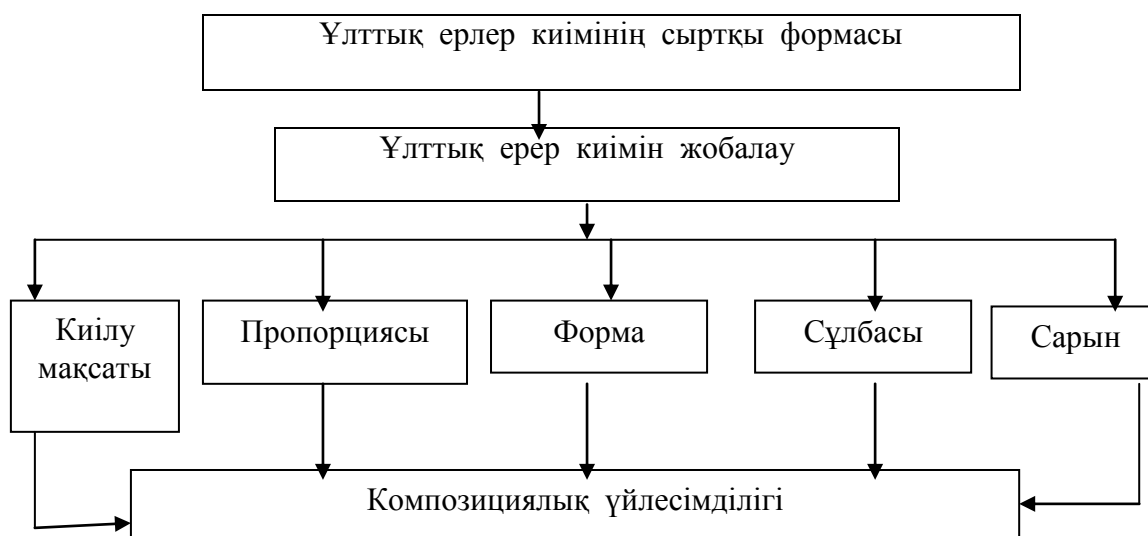 Ұлттық ерлер киімінің сыртқы формасы
Ұлттық ерер киімін жобалау
Киілу
мақсаты
Пропорциясы
Форма
Сұлбасы
Сарын
Композициялық үйлесімділігі